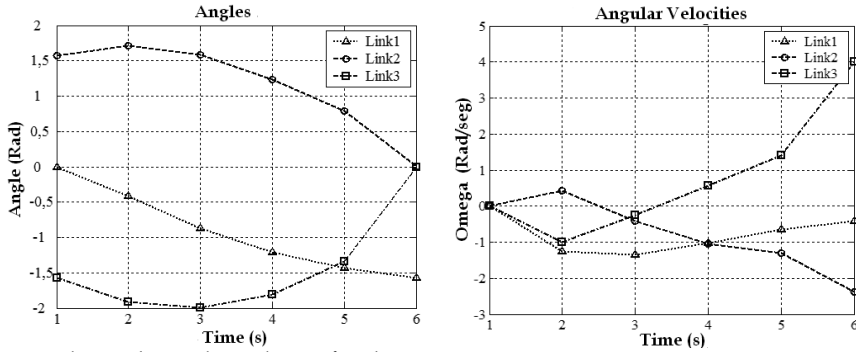 Angles
2
1,5
1
0,5
0
-0,5
-1
-1,5
-2
Angle (Rad)
Link1
Link2
Link3
1 2 3 4 5 6
Time (s)
Angular Velocities
5
4
3
2
1
0
-1
-2
-3
Omega (Rad/seg)
Link1
Link2
Link3
1 2 3 4 5 6
Time (s)